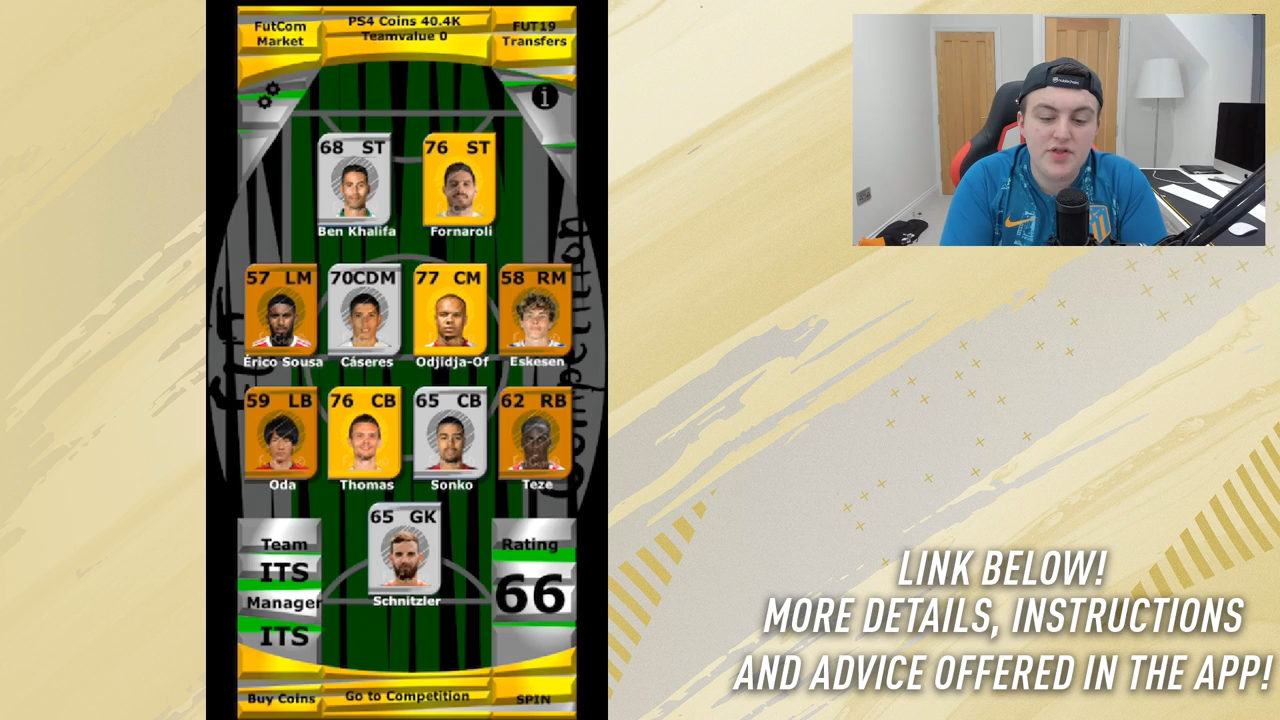 FutCom
Market
PS4 Coins 40.4K
Teamvalue 0
FUT19
Transfers
i
68 ST
Ben Khalifa
76 ST
Fornaroli
57 LM
Érico Sousa
70CDM
Cáseres
77 CM
Odjidja-Of
58 RM
Eskesen
59 LB
Oda
76 CB
Thomas
65 CB
Sonko
62 RB
Teze
65 GK
Schnitzler
Team
ITS
Manager
ITS
Rating
66
Buy Coins
Go to Competition
SPIN
LINK BELOW!
MORE DETAILS, INSTRUCTIONS
AND ADVICE OFFERED IN THE APP!